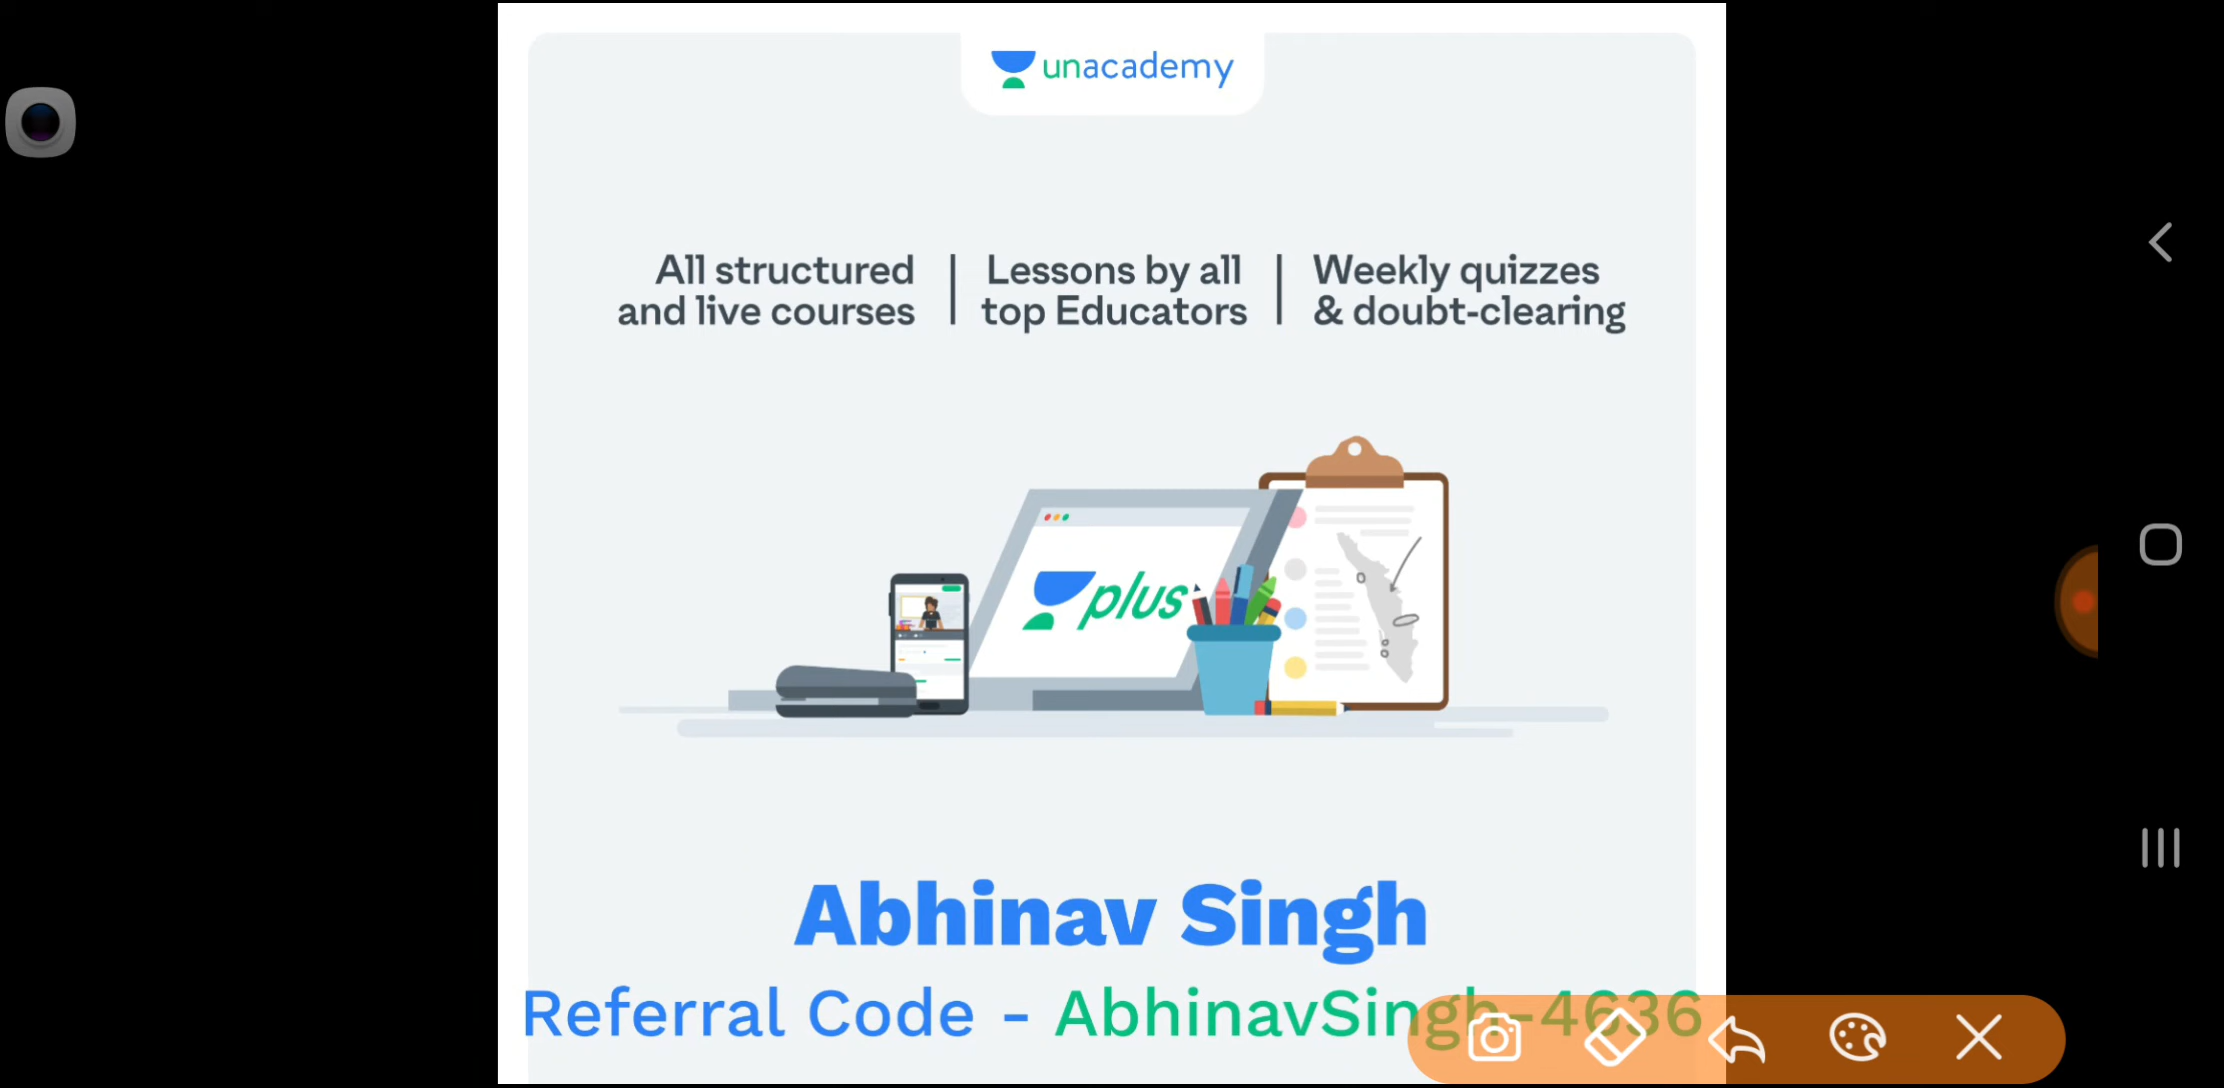 unacademy
All structured
and live courses
Lessons by all
top Educators
Weekly quizzes
& doubt-clearing
plus
Abhinav Singh
Referral Code - AbhinavSingh-4636